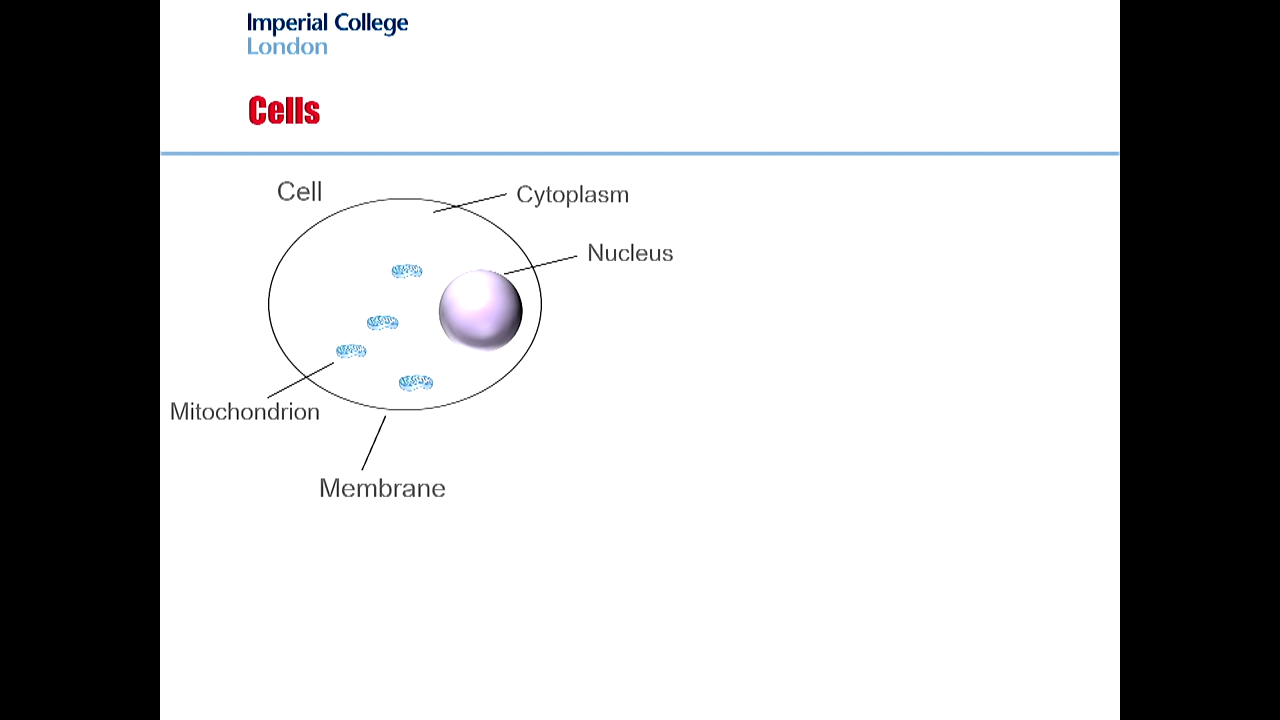 Imperial College
London
Cells
Cell
Cytoplasm
Nucleus
Mitochondrion
Membrane